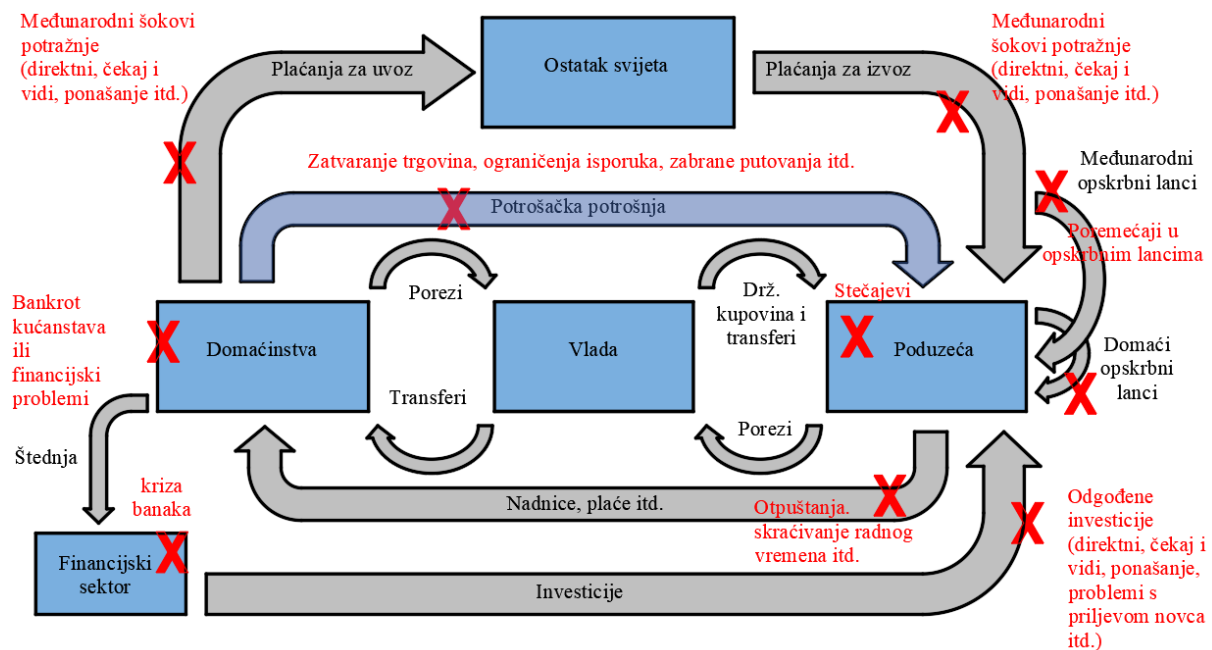 Međunarodni šokovi
potražnje
(direktni, čekaj i
vidi, ponašanje itd.)
Plaćanja za uvoz
Ostatak svijeta
Plaćanja za izvoz
Međunarodni
šokovi potražnje
(direktni, čekaj i
vidi, ponašanje itd.)
Zatvaranje trgovina, ograničenja isporuka, zabrane putovanja itd.
Međunarodni
opskrbni lanci
Potrošačka potrošnja
Poremećaji u
opskrbnim lancima
Bankrot
kućanstava
ili
financijski
problemi
Domaćinstva
Porezi
Transferi
Vlada
Drž.
kupovina i
transferi
Porezi
Stečajevi
Poduzeća
Domaći
opskrbni
lanci
Štednja
kriza
banaka
Nadnice, plaće itd.
Otpuštanja.
skraćivanje radnog
vremena itd.
Odgođene
investicije
(direktni, čekaj i
vidi, ponašanje,
problemi s
priljevom novca
itd.)
Financijski
sektor
Investicije